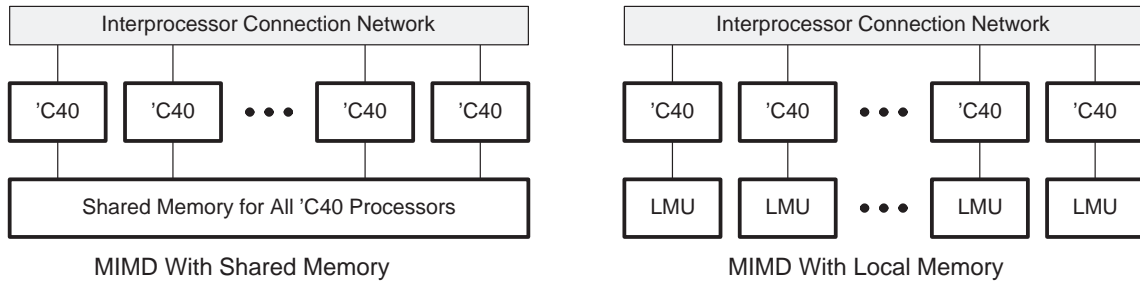 Interprocessor Connection Network
’C40 ’C40 ’C40 ’C40
Shared Memory for All ’C40 Processors
MIMD With Shared Memory
Interprocessor Connection Network
’C40 ’C40 ’C40 ’C40
LMU LMU LMU LMU
MIMD With Local Memory